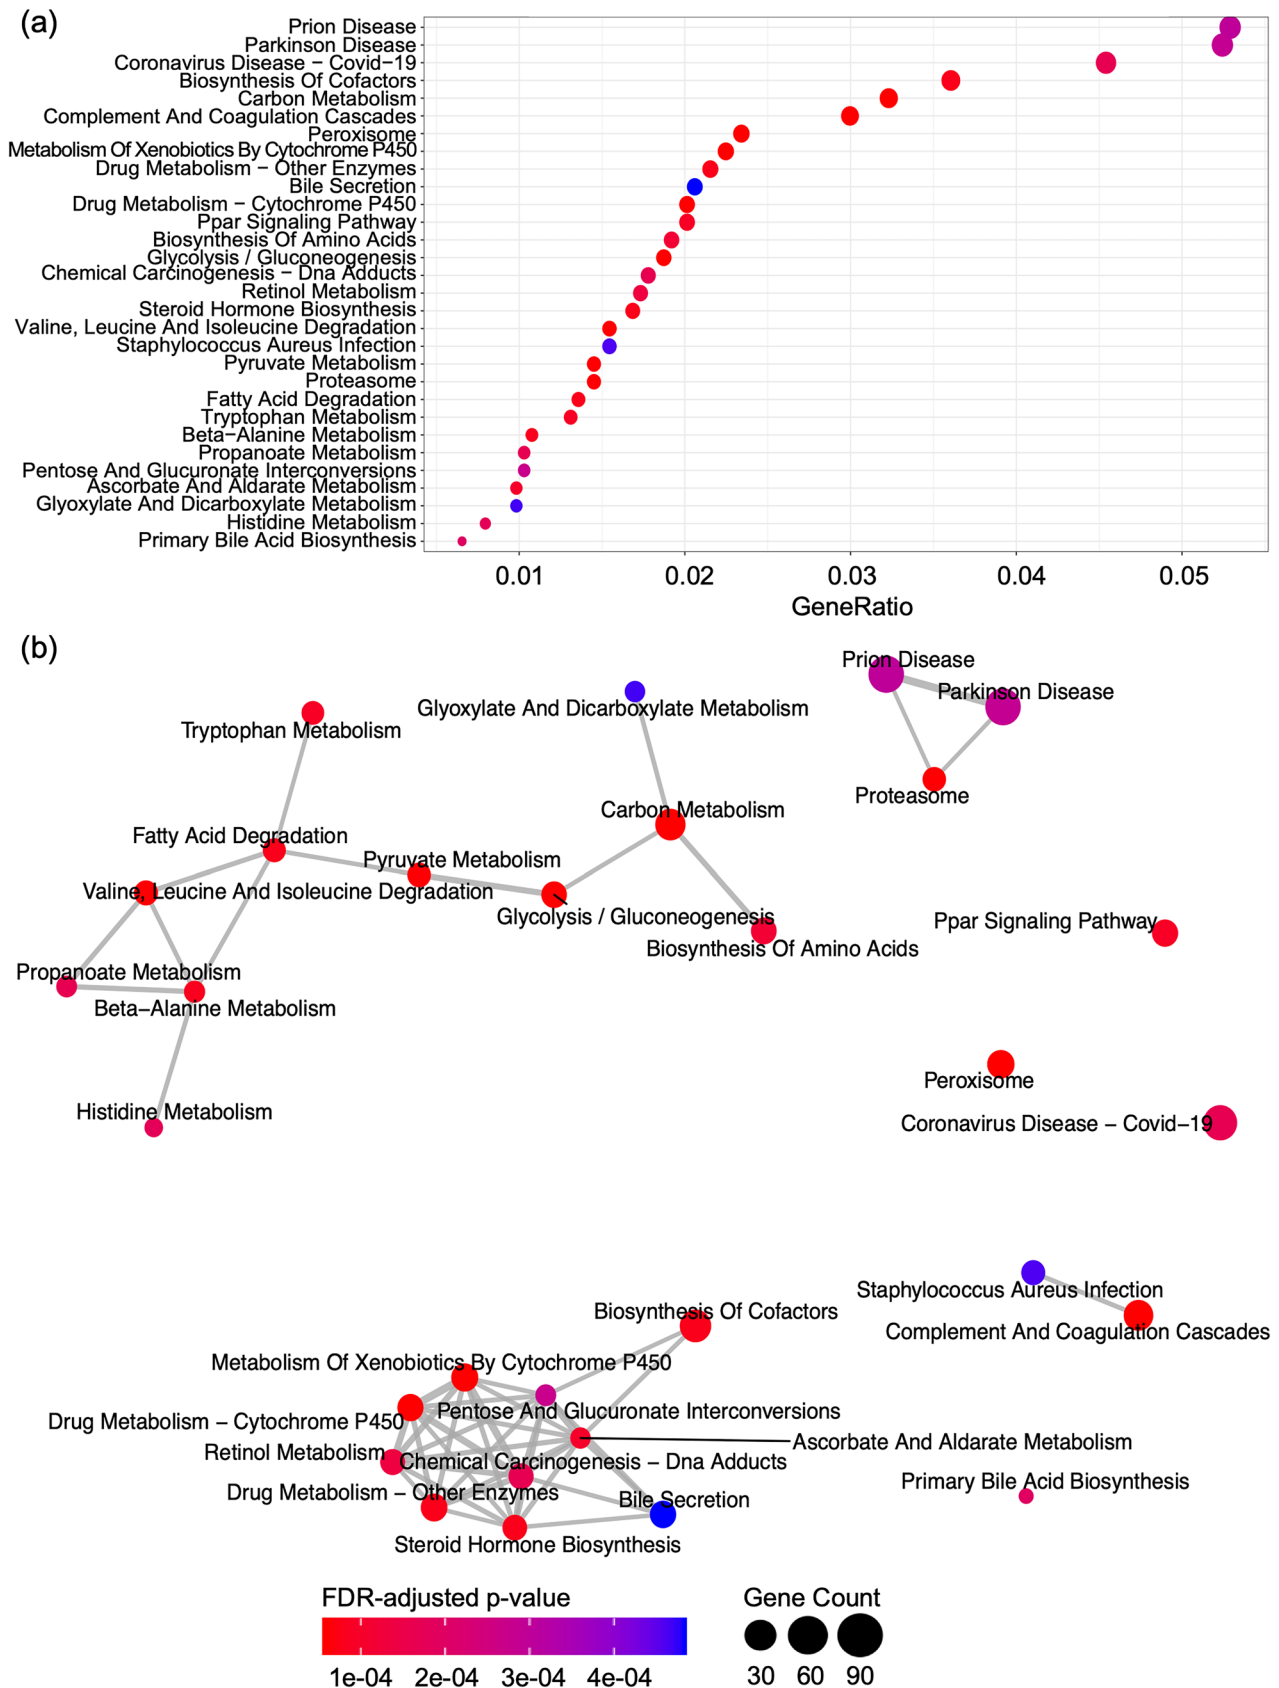 (a)
Prion Disease
Parkinson Disease
Coronavirus Disease − Covid−19
Biosynthesis Of Cofactors
Carbon Metabolism
Complement And Coagulation Cascades
Peroxisome
Metabolism Of Xenobiotics By Cytochrome P450
Drug Metabolism − Other Enzymes
Bile Secretion
Drug Metabolism − Cytochrome P450
Ppar Signaling Pathway
Biosynthesis Of Amino Acids
Glycolysis / Gluconeogenesis
Chemical Carcinogenesis − Dna Adducts
Retinol Metabolism
Steroid Hormone Biosynthesis
Valine, Leucine And Isoleucine Degradation
Staphylococcus Aureus Infection
Pyruvate Metabolism
Proteasome
Fatty Acid Degradation
Tryptophan Metabolism
Beta−Alanine Metabolism
Propanoate Metabolism
Pentose And Glucuronate Interconversions
Ascorbate And Aldarate Metabolism
Glyoxylate And Dicarboxylate Metabolism
Histidine Metabolism
Primary Bile Acid Biosynthesis
0.01 0.02 0.03 0.04 0.05
GeneRatio
(b)
Prion Disease
Parkinson Disease
Glyoxylate And Dicarboxylate Metabolism
Tryptophan Metabolism
Proteasome
Carbon Metabolism
Fatty Acid Degradation
Pyruvate Metabolism
Valine, Leucine And Isoleucine Degradation
Glycolysis / Gluconeogenesis
Ppar Signaling Pathway
Biosynthesis Of Amino Acids
Propanoate Metabolism
Beta−Alanine Metabolism
Peroxisome
Histidine Metabolism
Coronavirus Disease − Covid−19
Staphylococcus Aureus Infection
Biosynthesis Of Cofactors
Complement And Coagulation Cascades
Metabolism Of Xenobiotics By Cytochrome P450
Pentose And Glucuronate Interconversions
Drug Metabolism − Cytochrome P450
Ascorbate And Aldarate Metabolism
Retinol Metabolism
Chemical Carcinogenesis − Dna Adducts
Primary Bile Acid Biosynthesis
Drug Metabolism − Other Enzymes
Bile Secretion
Steroid Hormone Biosynthesis
FDR-adjusted p-value
1e-04 2e-04 3e-04 4e-04
Gene Count
30 60 90